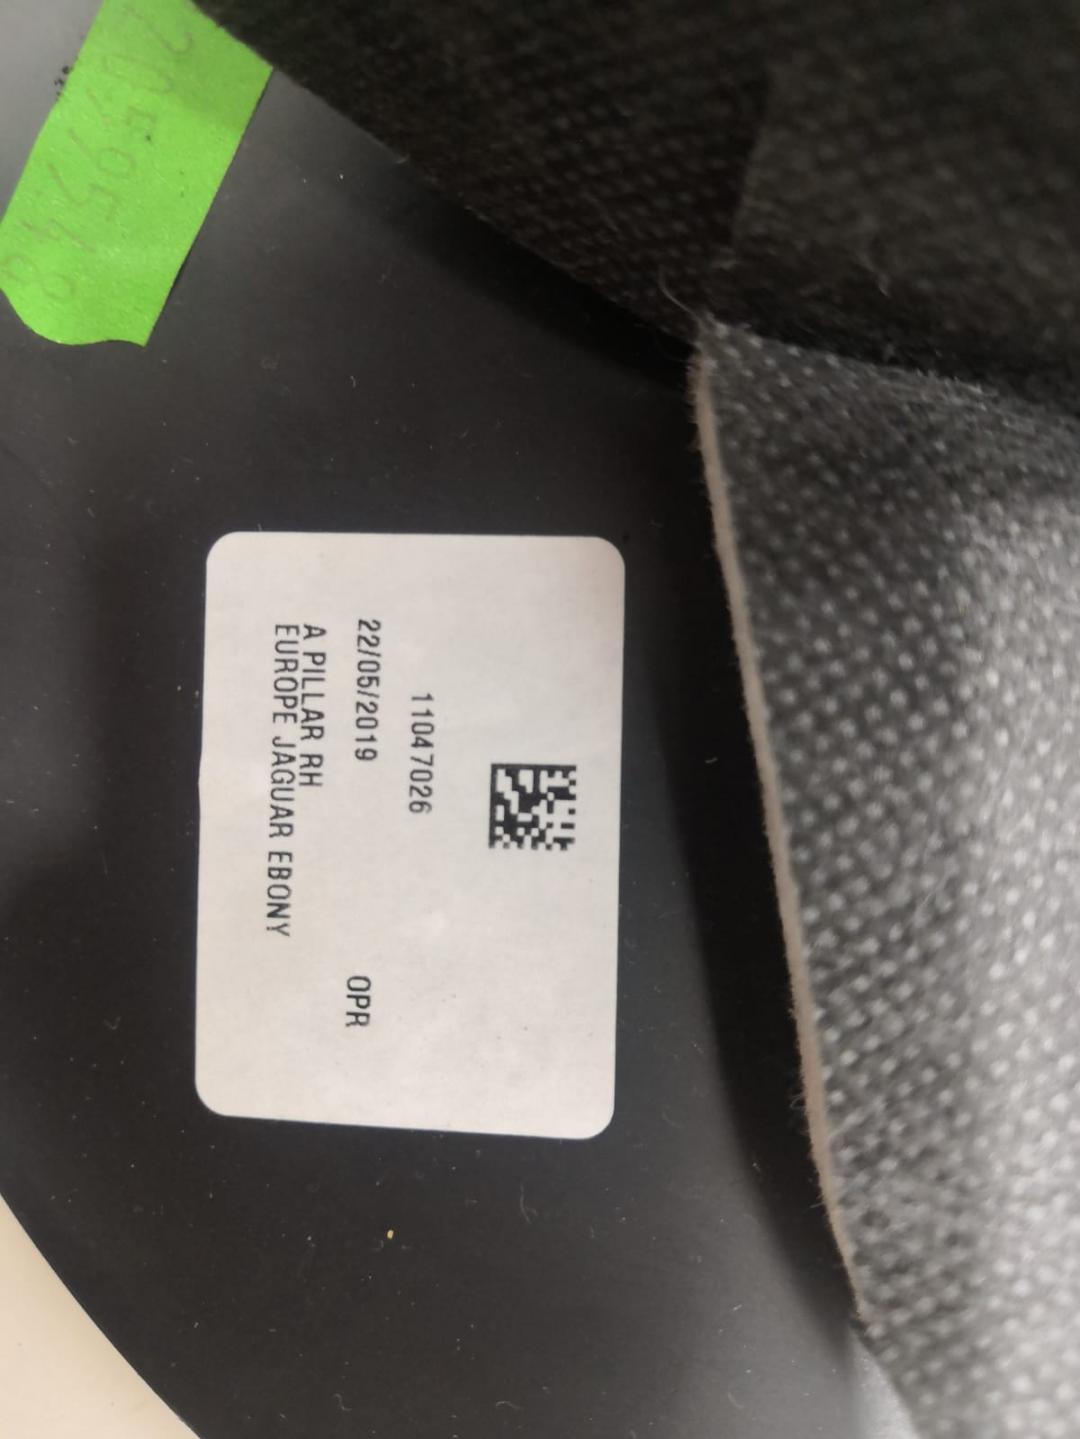 11047026
22/05/2019
OPR
A PILLAR RH
EUROPE JAGUAR EBONY